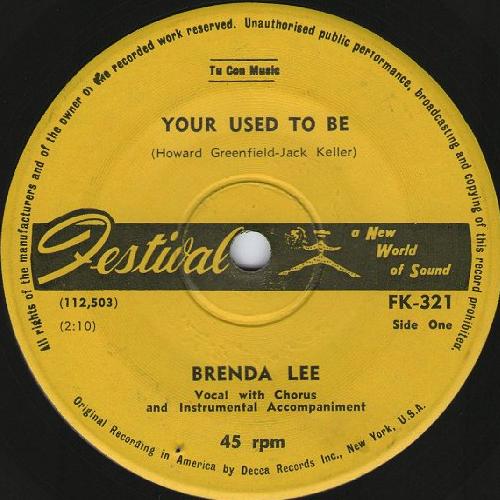 All rights of the manufacturers and of the owner of the recorded work reserved. Unauthorised public performance, broadcasting and copying of this record prohibited.
Tu Con Music
YOUR USED TO BE
(Howard Greenfield-Jack Keller)
Festival
a New
World
of Sound
(112,503)
FK-321
(2:10)
Side One
BRENDA LEE
Vocal with Chorus
and Instrumental Accompaniment
45 rpm
Original Recording in America by Decca Records Inc., New York, U.S.A.